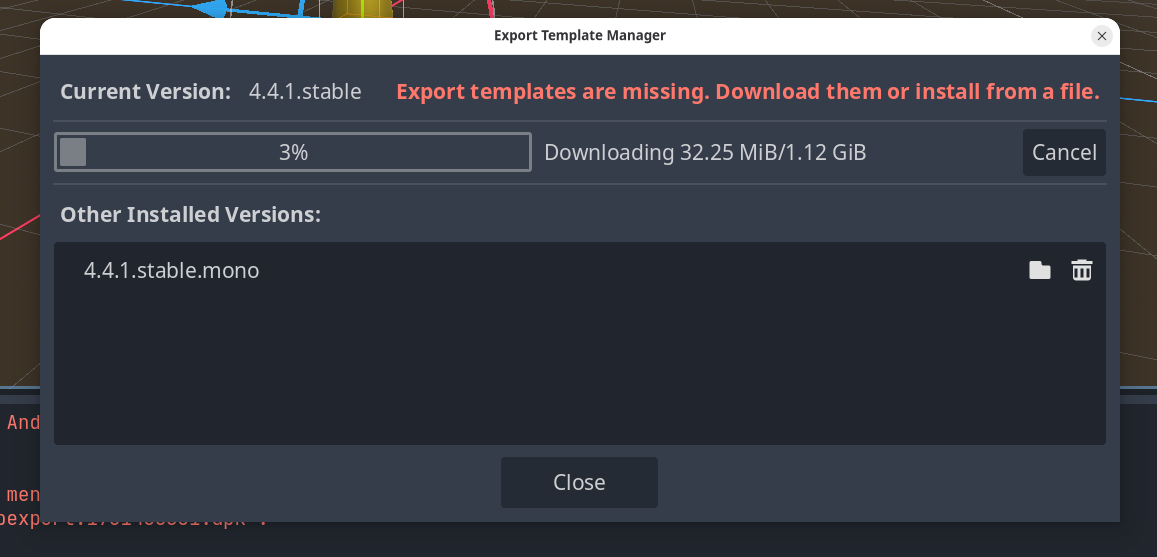 Export Template Manager
Current Version: 4.4.1.stable Export templates are missing. Download them or install from a file.
3% Downloading 32.25 MiB/1.12 GiB Cancel
Other Installed Versions:
4.4.1.stable.mono
Close
And
men